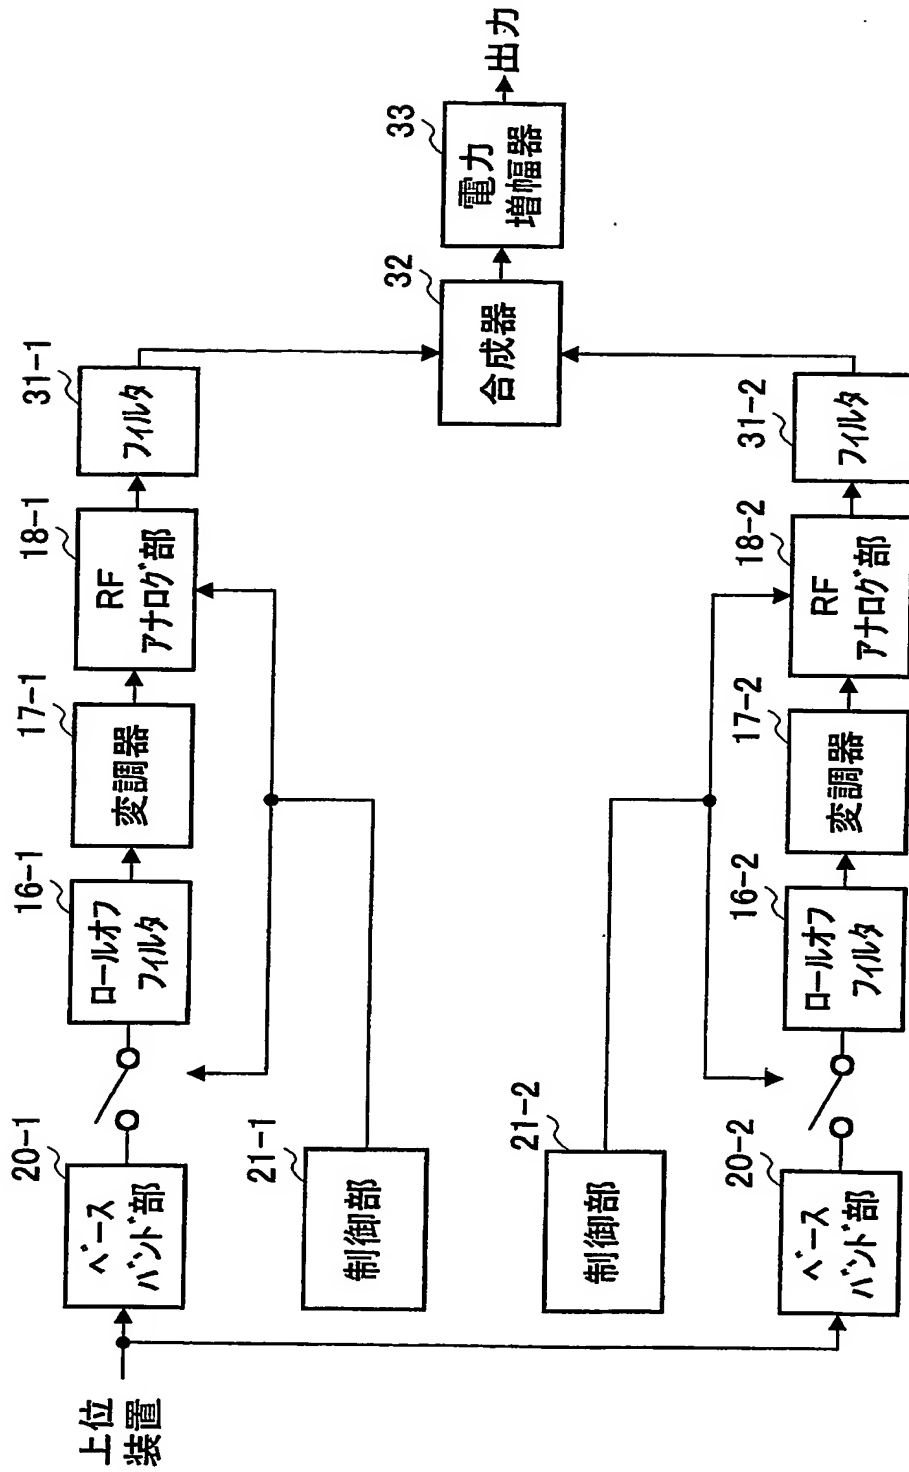 上位
装置
20-1
ベース
バンド部
16-1
ロールオフ
フィルタ
17-1
変調器
18-1
RF
アナログ部
31-1
フィルタ
21-1
制御部
32
合成器
33
電力
増幅器
出力
21-2
制御部
20-2
ベース
バンド部
16-2
ロールオフ
フィルタ
17-2
変調器
18-2
RF
アナログ部
31-2
フィルタ